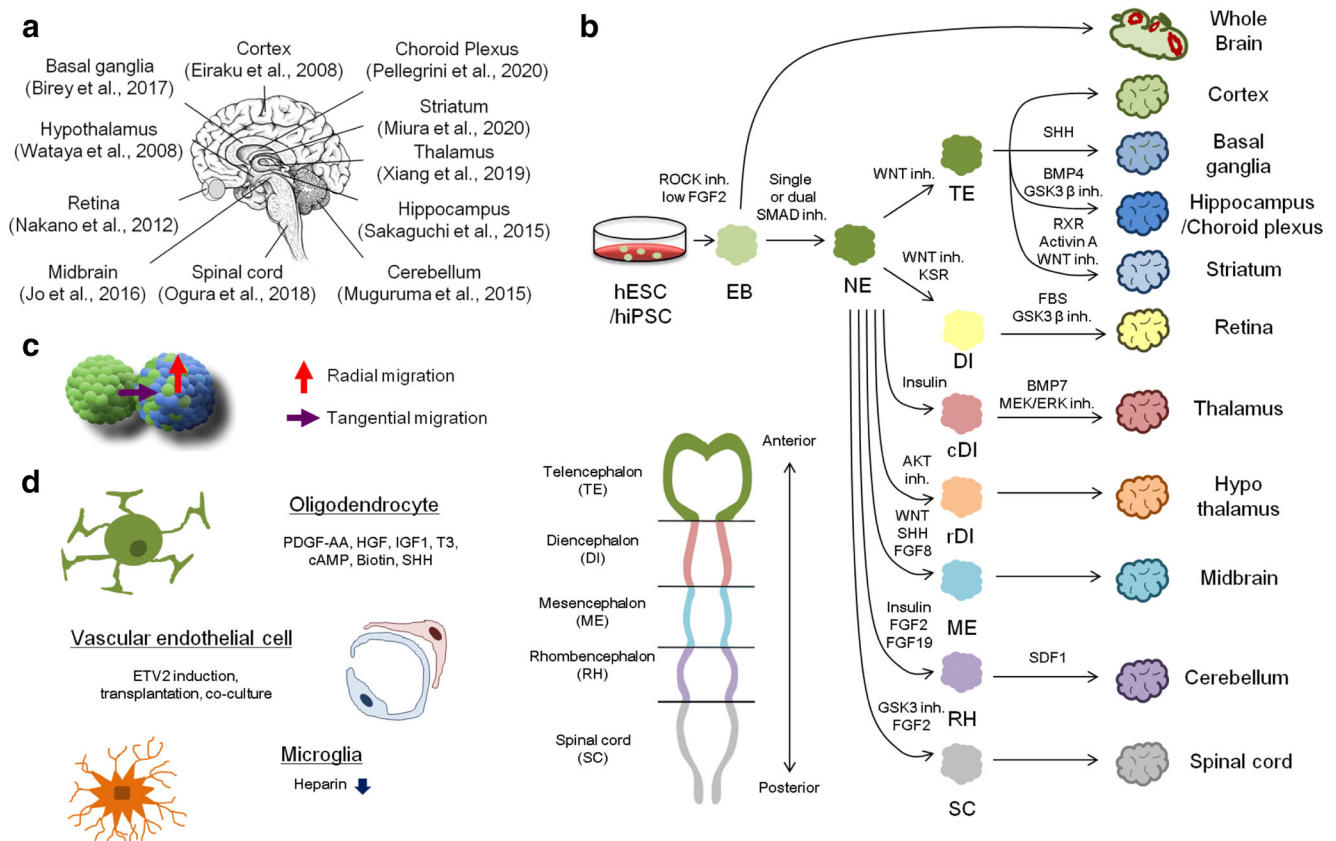 a
Cortex
(Eiraku et al., 2008)
Choroid Plexus
(Pellegrini et al., 2020)
Basal ganglia
(Birey et al., 2017)
Striatum
(Miura et al., 2020)
Hypothalamus
(Wataya et al., 2008)
Thalamus
(Xiang et al., 2019)
Retina
(Nakano et al., 2012)
Hippocampus
(Sakaguchi et al., 2015)
Midbrain
(Jo et al., 2016)
Spinal cord
(Ogura et al., 2018)
Cerebellum
(Muguruma et al., 2015)
b
hESC
/hiPSC
ROCK inh.
low FGF2
EB
Single
or dual
SMAD inh.
NE
WNT inh.
TE
WNT inh.
KSR
DI
Insulin
cDI
AKT
inh.
rDI
WNT
SHH
FGF8
ME
Insulin
FGF2
FGF19
RH
GSK3 inh.
FGF2
SC
SHH
BMP4
GSK3 β inh.
RXR
Activin A
WNT inh.
FBS
GSK3 β inh.
BMP7
MEK/ERK inh.
SDF1
Whole
Brain
Cortex
Basal
ganglia
Hippocampus
/Choroid plexus
Striatum
Retina
Thalamus
Hypo
thalamus
Midbrain
Cerebellum
Spinal cord
Telencephalon
(TE)
Diencephalon
(DI)
Mesencephalon
(ME)
Rhombencephalon
(RH)
Spinal cord
(SC)
Anterior
Posterior
c
Radial migration
Tangential migration
d
Oligodendrocyte
PDGF-AA, HGF, IGF1, T3,
cAMP, Biotin, SHH
Vascular endothelial cell
ETV2 induction,
transplantation, co-culture
Microglia
Heparin